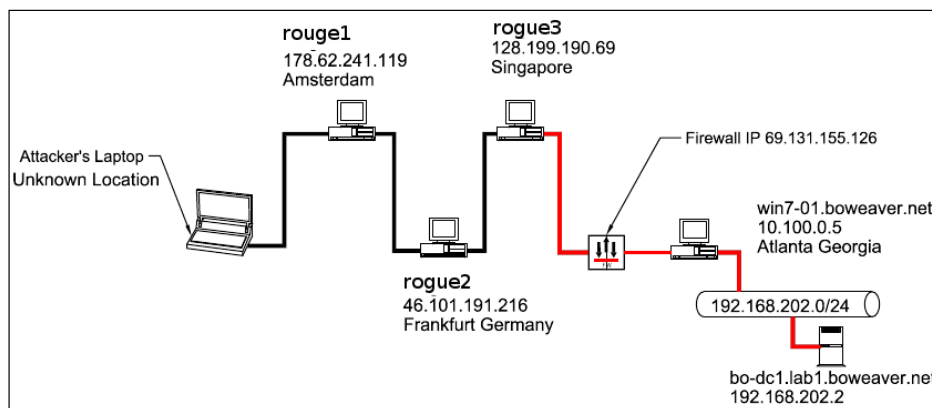 rouge1
178.62.241.119
Amsterdam
rogue3
128.199.190.69
Singapore
Firewall IP 69.131.155.126
Attacker's Laptop
Unknown Location
win7-01.boweaver.net
10.100.0.5
Atlanta Georgia
rogue2
46.101.191.216
Frankfurt Germany
192.168.202.0/24
bo-dc1.lab1.boweaver.net
192.168.202.2